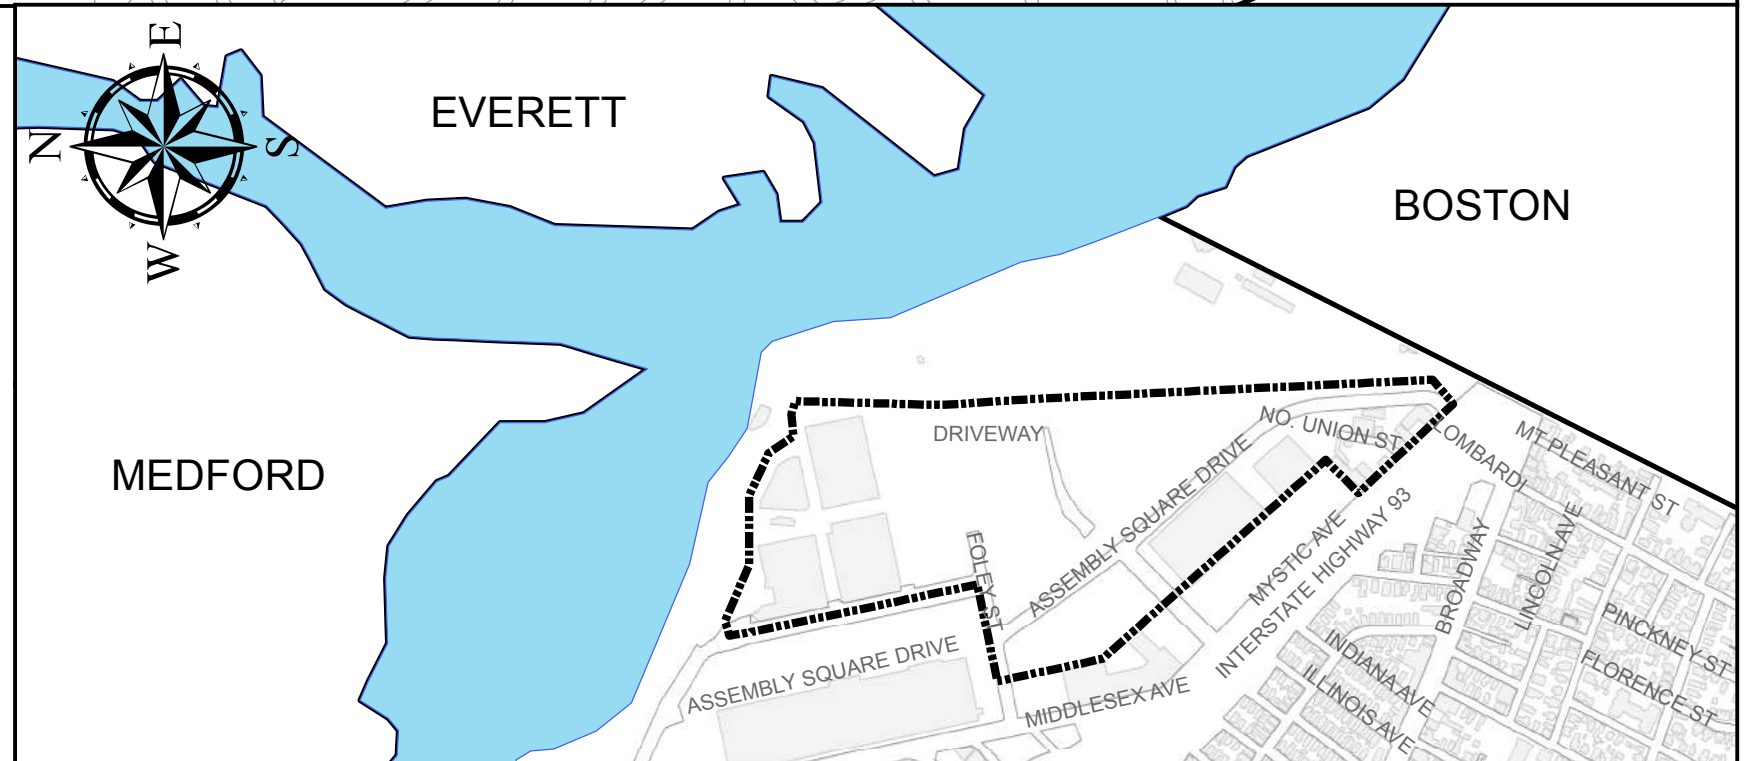 E
N
S
W
EVERETT
BOSTON
MEDFORD
DRIVEWAY
NO. UNION ST
LOMBARDI
MT PLEASANT ST
ASSEMBLY SQUARE DRIVE
FOLEY ST
MYSTIC AVE
INTERSTATE HIGHWAY 93
BROADWAY
LINCOLN AVE
PINCKNEY ST
FLORENCE ST
INDIANA AVE
ILLINOIS AVE
ASSEMBLY SQUARE DRIVE
MIDDLESEX AVE